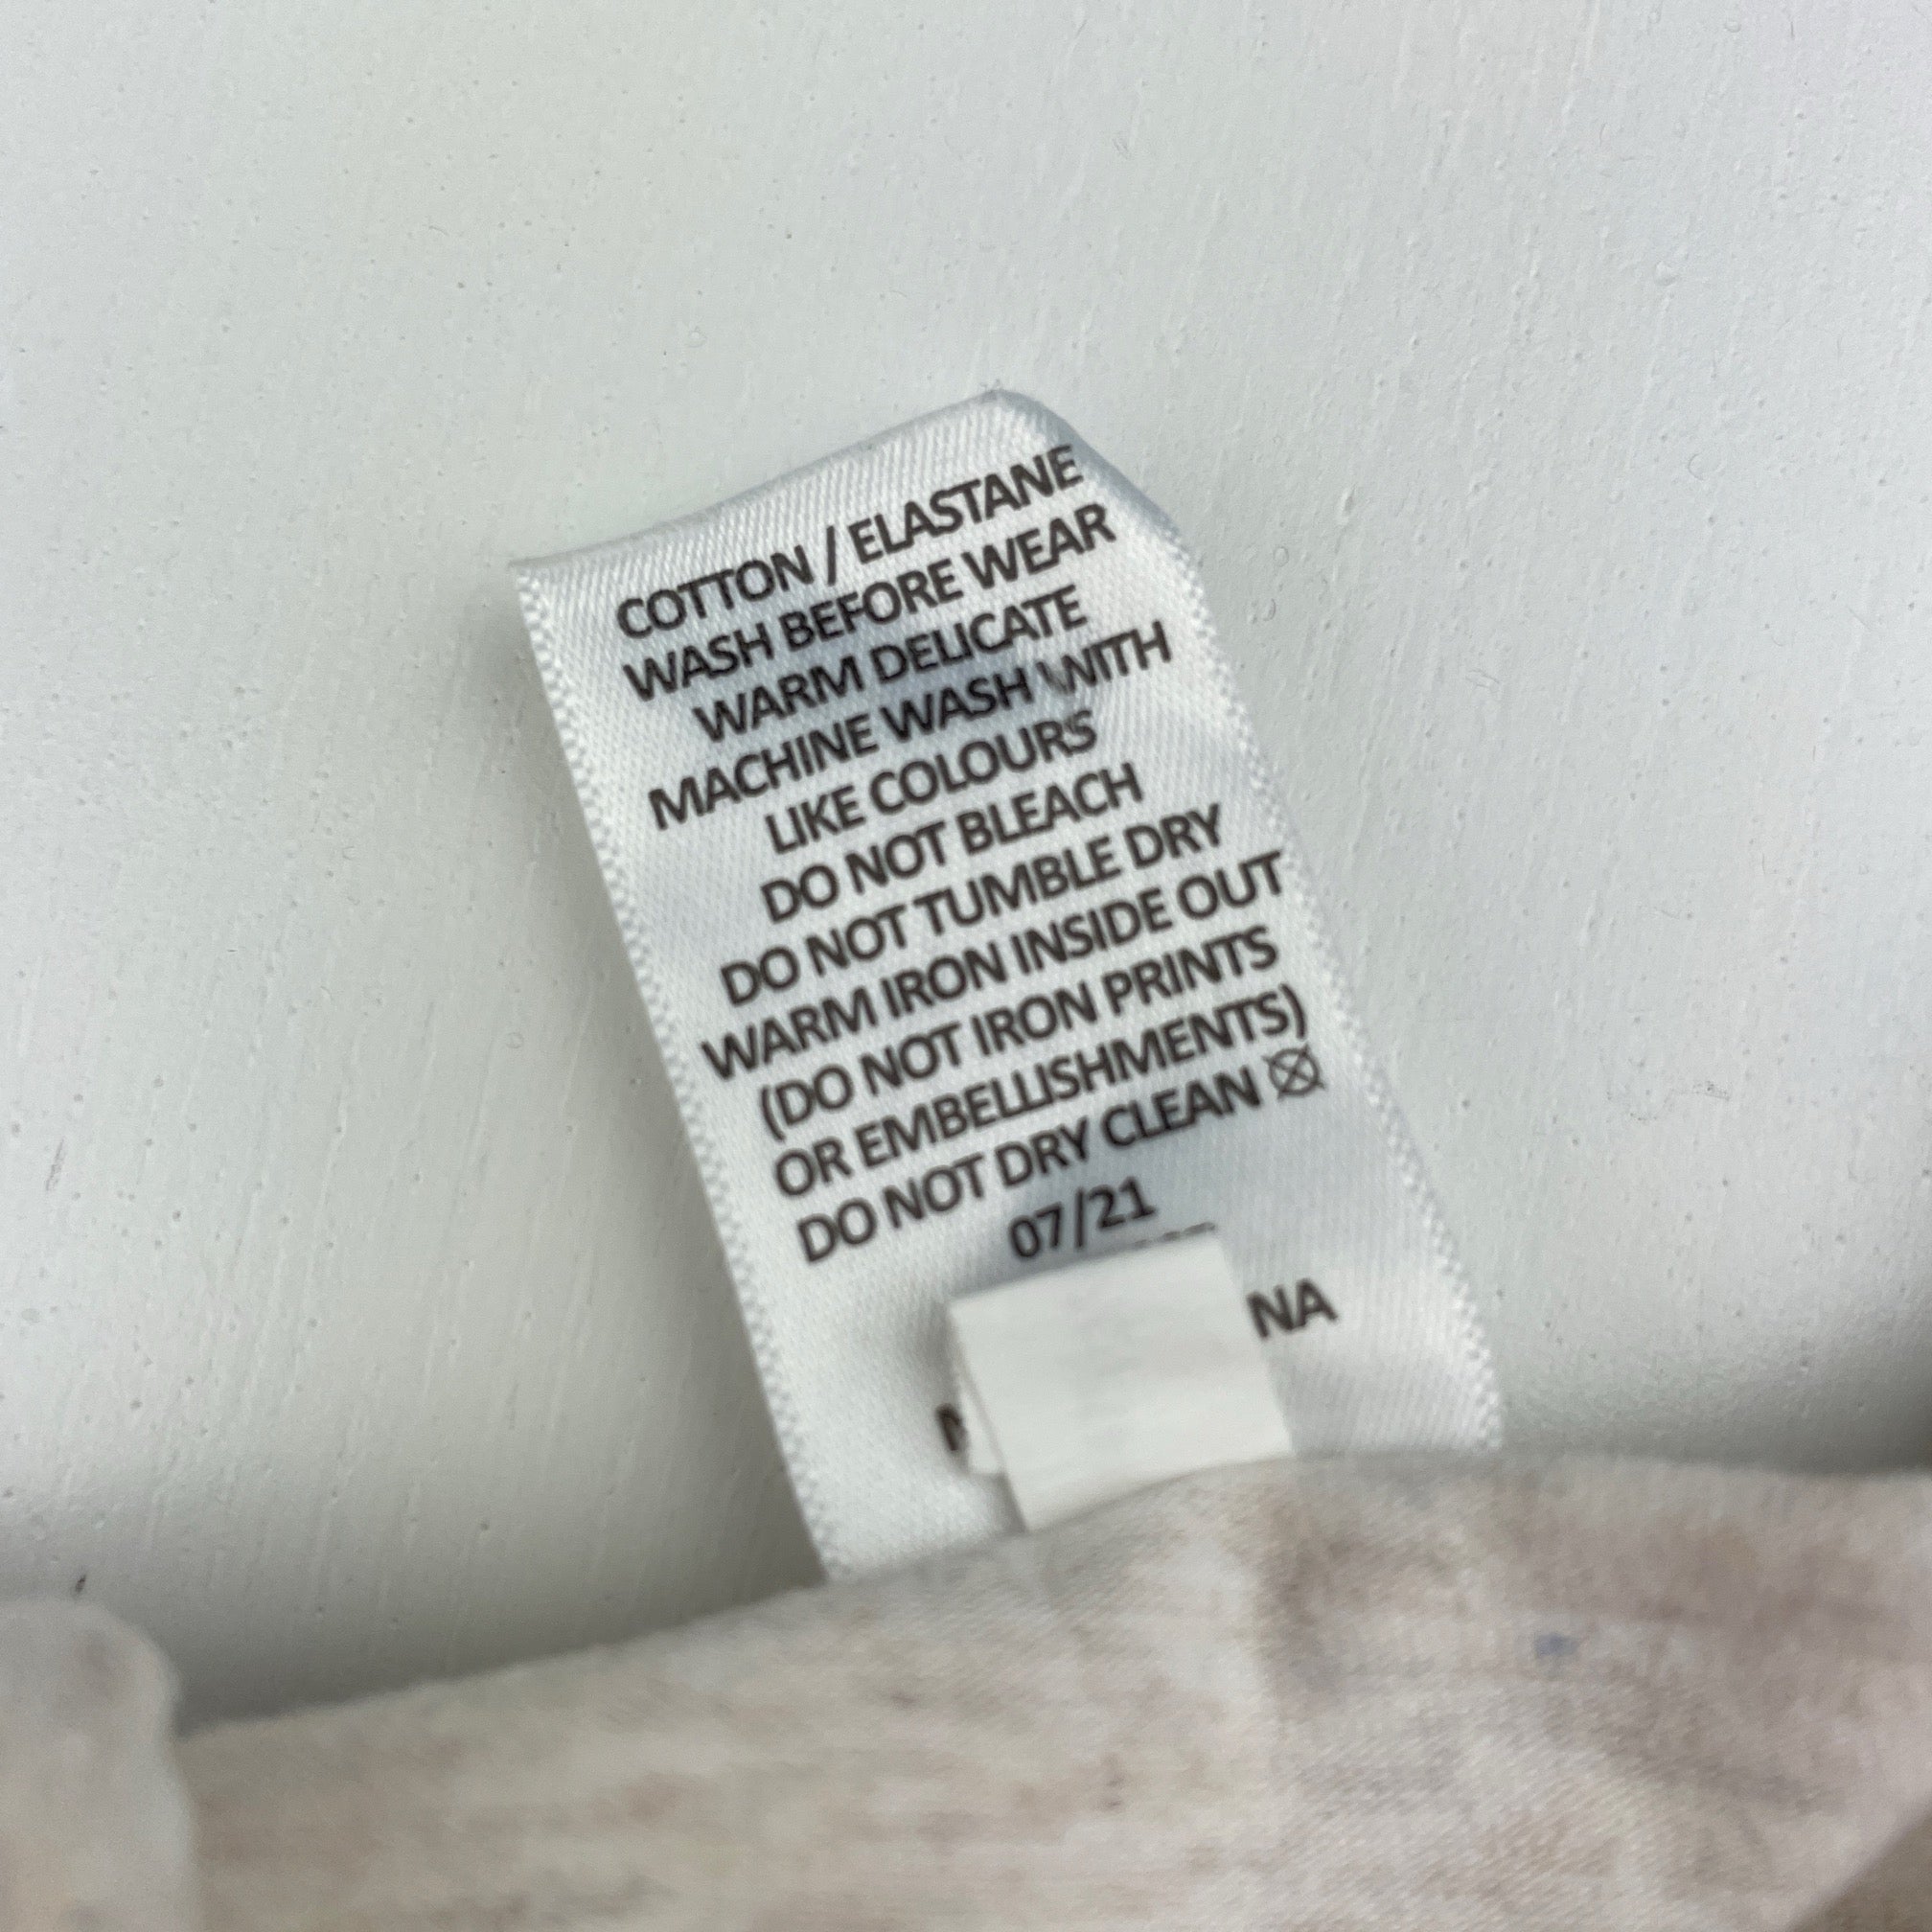 COTTON / ELASTANE
WASH BEFORE WEAR
WARM DELICATE
MACHINE WASH WITH
LIKE COLOURS
DO NOT BLEACH
DO NOT TUMBLE DRY
WARM IRON INSIDE OUT
(DO NOT IRON PRINTS
OR EMBELLISHMENTS)
DO NOT DRY CLEAN
07/21
NA